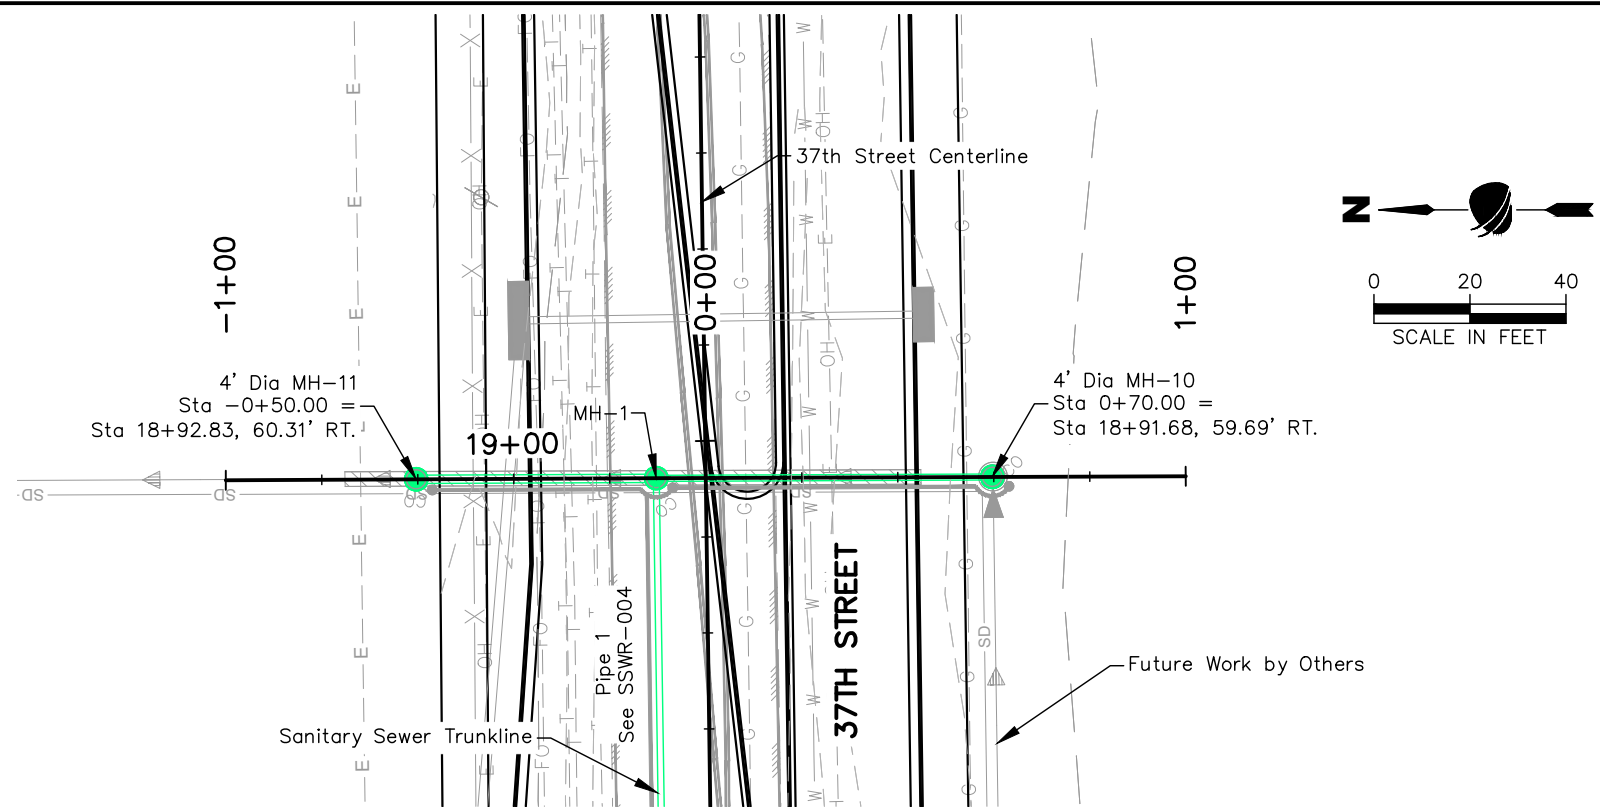 37th Street Centerline
N
-1+00
0+00
1+00
0 20 40
SCALE IN FEET
4' Dia MH-11
Sta -0+50.00 =
Sta 18+92.83, 60.31' RT.
MH-1
19+00
4' Dia MH-10
Sta 0+70.00 =
Sta 18+91.68, 59.69' RT.
SD
SD
SD
Pipe 1
See SSWR-004
37TH STREET
Future Work by Others
Sanitary Sewer Trunkline